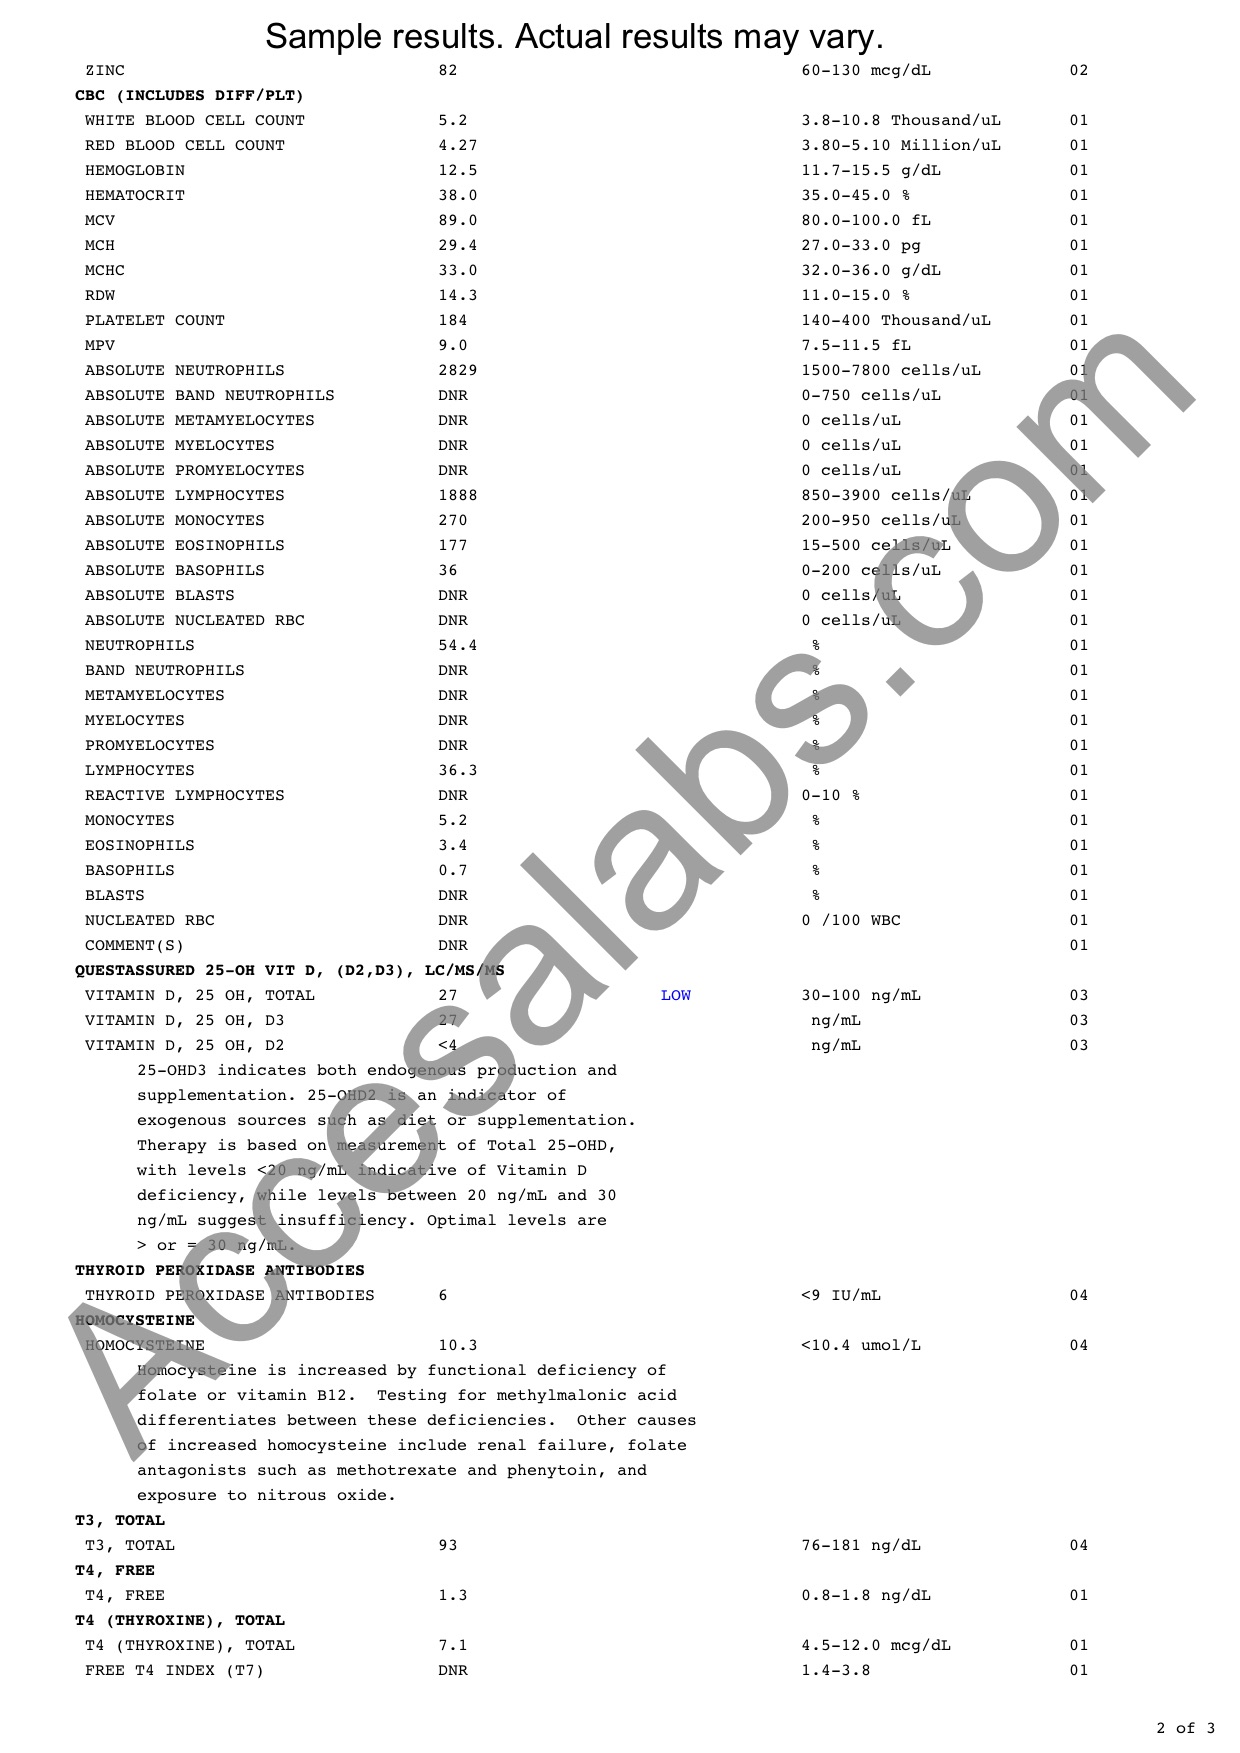 Sample results. Actual results may vary.
ZINC 82 60-130 mcg/dL 02
CBC (INCLUDES DIFF/PLT)
WHITE BLOOD CELL COUNT 5.2 3.8-10.8 Thousand/uL 01
RED BLOOD CELL COUNT 4.27 3.80-5.10 Million/uL 01
HEMOGLOBIN 12.5 11.7-15.5 g/dL 01
HEMATOCRIT 38.0 35.0-45.0 % 01
MCV 89.0 80.0-100.0 fL 01
MCH 29.4 27.0-33.0 pg 01
MCHC 33.0 32.0-36.0 g/dL 01
RDW 14.3 11.0-15.0 % 01
PLATELET COUNT 184 140-400 Thousand/uL 01
MPV 9.0 7.5-11.5 fL 01
ABSOLUTE NEUTROPHILS 2829 1500-7800 cells/uL 01
ABSOLUTE BAND NEUTROPHILS DNR 0-750 cells/uL 01
ABSOLUTE METAMYELOCYTES DNR 0 cells/uL 01
ABSOLUTE MYELOCYTES DNR 0 cells/uL 01
ABSOLUTE PROMYELOCYTES DNR 0 cells/uL 01
ABSOLUTE LYMPHOCYTES 1888 850-3900 cells/uL 01
ABSOLUTE MONOCYTES 270 200-950 cells/uL 01
ABSOLUTE EOSINOPHILS 177 15-500 cells/uL 01
ABSOLUTE BASOPHILS 36 0-200 cells/uL 01
ABSOLUTE BLASTS DNR 0 cells/uL 01
ABSOLUTE NUCLEATED RBC DNR 0 cells/uL 01
NEUTROPHILS 54.4 % 01
BAND NEUTROPHILS DNR % 01
METAMYELOCYTES DNR % 01
MYELOCYTES DNR % 01
PROMYELOCYTES DNR % 01
LYMPHOCYTES 36.3 % 01
REACTIVE LYMPHOCYTES DNR 0-10 % 01
MONOCYTES 5.2 % 01
EOSINOPHILS 3.4 % 01
BASOPHILS 0.7 % 01
BLASTS DNR % 01
NUCLEATED RBC DNR 0 /100 WBC 01
COMMENT(S) DNR 01
QUESTASSURED 25-OH VIT D, (D2,D3), LC/MS/MS
VITAMIN D, 25 OH, TOTAL 27 LOW 30-100 ng/mL 03
VITAMIN D, 25 OH, D3 27 ng/mL 03
VITAMIN D, 25 OH, D2 <4 ng/mL 03
25-OHD3 indicates both endogenous production and
supplementation. 25-OHD2 is an indicator of
exogenous sources such as diet or supplementation.
Therapy is based on measurement of Total 25-OHD,
with levels <20 ng/mL indicative of Vitamin D
deficiency, while levels between 20 ng/mL and 30
ng/mL suggest insufficiency. Optimal levels are
> or = 30 ng/mL.
THYROID PEROXIDASE ANTIBODIES
THYROID PEROXIDASE ANTIBODIES 6 <9 IU/mL 04
HOMOCYSTEINE
HOMOCYSTEINE 10.3 <10.4 umol/L 04
Homocysteine is increased by functional deficiency of
folate or vitamin B12. Testing for methylmalonic acid
differentiates between these deficiencies. Other causes
of increased homocysteine include renal failure, folate
antagonists such as methotrexate and phenytoin, and
exposure to nitrous oxide.
T3, TOTAL
T3, TOTAL 93 76-181 ng/dL 04
T4, FREE
T4, FREE 1.3 0.8-1.8 ng/dL 01
T4 (THYROXINE), TOTAL
T4 (THYROXINE), TOTAL 7.1 4.5-12.0 mcg/dL 01
FREE T4 INDEX (T7) DNR 1.4-3.8 01
2 of 3
Accesalabs.com